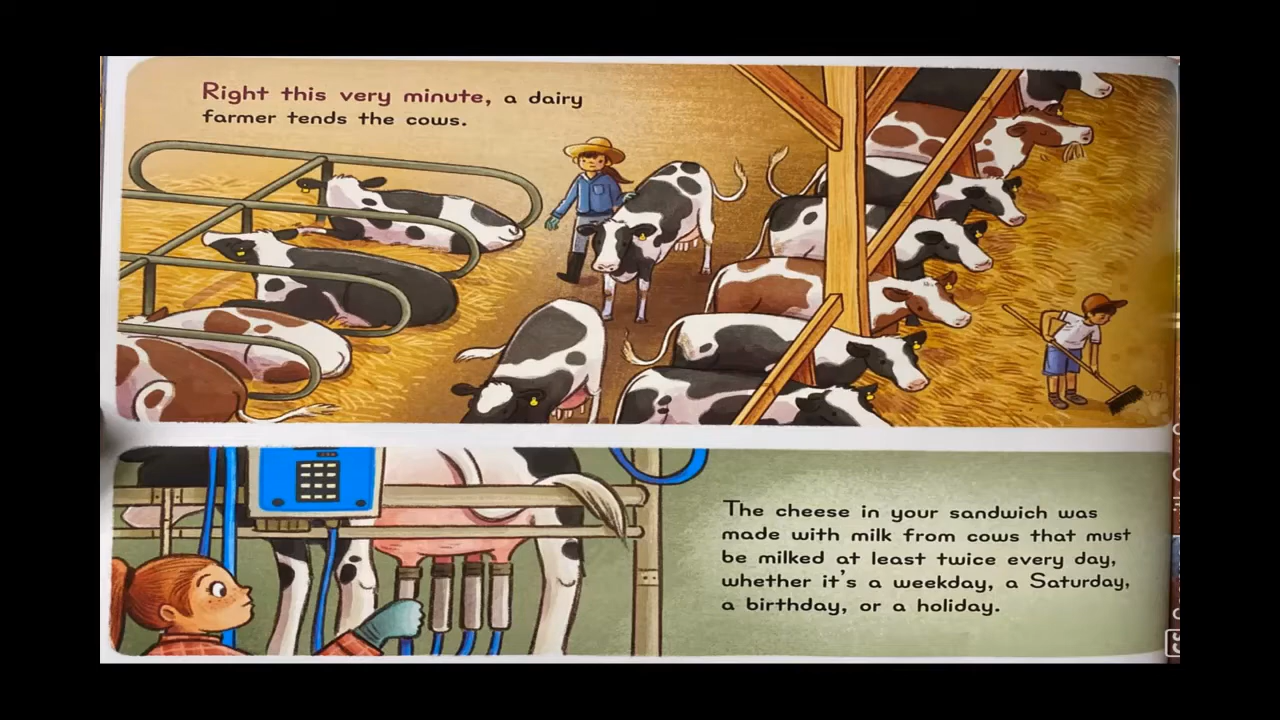 Right this very minute, a dairy
farmer tends the cows.
The cheese in your sandwich was
made with milk from cows that must
be milked at least twice every day,
whether it's a weekday, a Saturday,
a birthday, or a holiday.